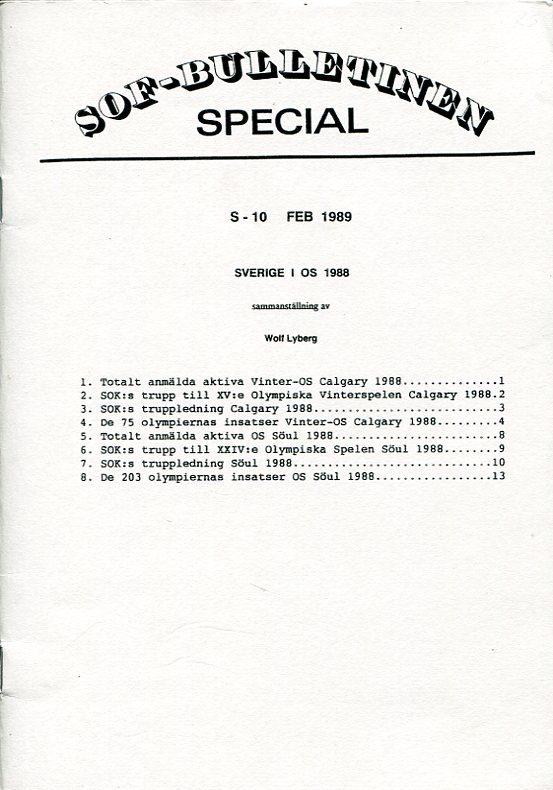 SOF-BULLETINEN
SPECIAL
S - 10 FEB 1989
SVERIGE I OS 1988
sammanställning av
Wolf Lyberg
1. Totalt anmälda aktiva Vinter-OS Calgary 1988..............1
2. SOK:s trupp till XV:e Olympiska Vinterspelen Calgary 1988.2
3. SOK:s truppledning Calgary 1988...........................3
4. De 75 olympiernas insatser Vinter-OS Calgary 1988.........4
5. Totalt anmälda aktiva OS Söul 1988........................8
6. SOK:s trupp till XXIV:e Olympiska Spelen Söul 1988........9
7. SOK:s truppledning Söul 1988.............................10
8. De 203 olympiernas insatser OS Söul 1988.................13